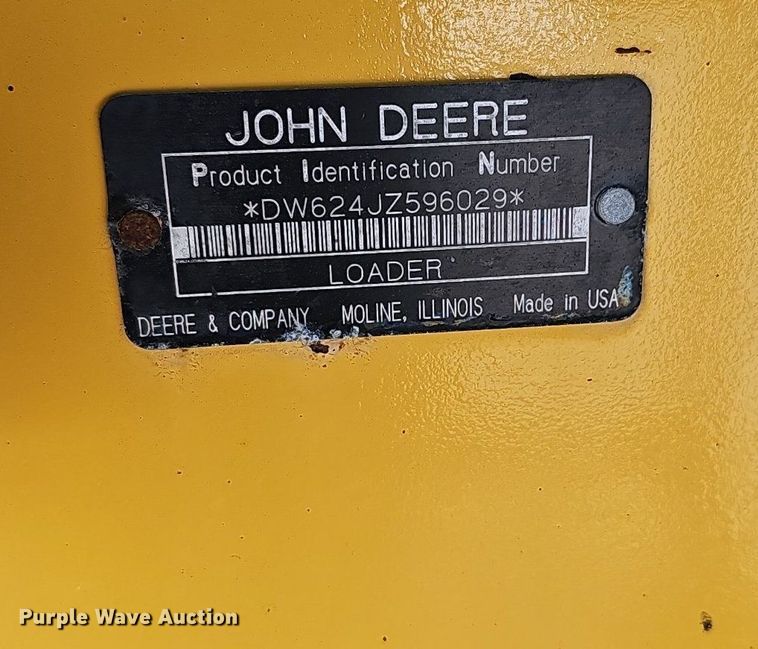 JOHN DEERE
Product Identification Number
*DW624JZ596029*
LOADER
DEERE & COMPANY MOLINE, ILLINOIS Made in USA
Purple Wave Auction